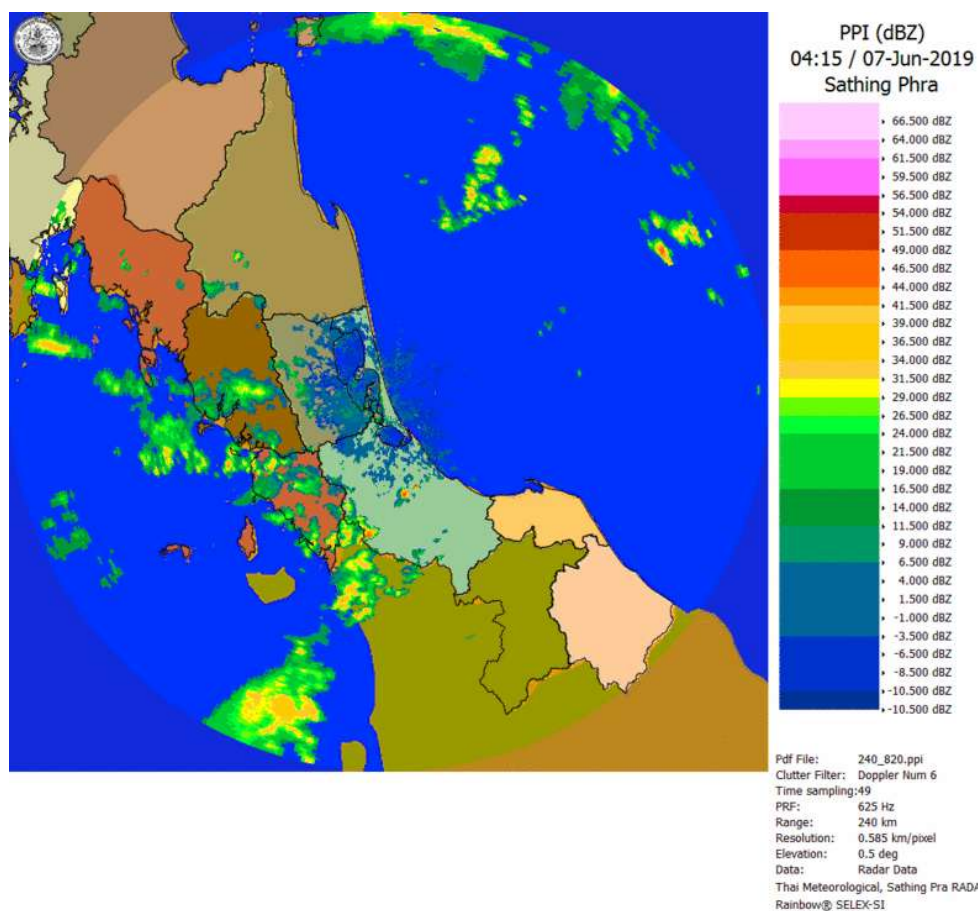 PPI (dBZ)
04:15 / 07-Jun-2019
Sathing Phra
66.500 dBZ
64.000 dBZ
61.500 dBZ
59.500 dBZ
56.500 dBZ
54.000 dBZ
51.500 dBZ
49.000 dBZ
46.500 dBZ
44.000 dBZ
41.500 dBZ
39.000 dBZ
36.500 dBZ
34.000 dBZ
31.500 dBZ
29.000 dBZ
26.500 dBZ
24.000 dBZ
21.500 dBZ
19.000 dBZ
16.500 dBZ
14.000 dBZ
11.500 dBZ
9.000 dBZ
6.500 dBZ
4.000 dBZ
1.500 dBZ
-1.000 dBZ
-3.500 dBZ
-6.500 dBZ
-8.500 dBZ
-10.500 dBZ
-10.500 dBZ
Pdf File: 240_820.ppi
Clutter Filter: Doppler Num 6
Time sampling:49
PRF: 625 Hz
Range: 240 km
Resolution: 0.585 km/pixel
Elevation: 0.5 deg
Data: Radar Data
Thai Meteorological, Sathing Pra RADA
Rainbow® SELEX-SI